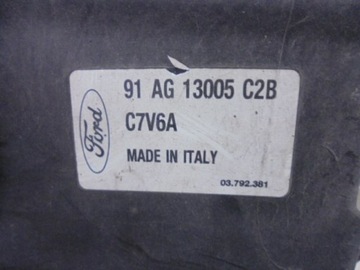 Ford
91 AG 13005 C2B
C7V6A
MADE IN ITALY
03.792.381